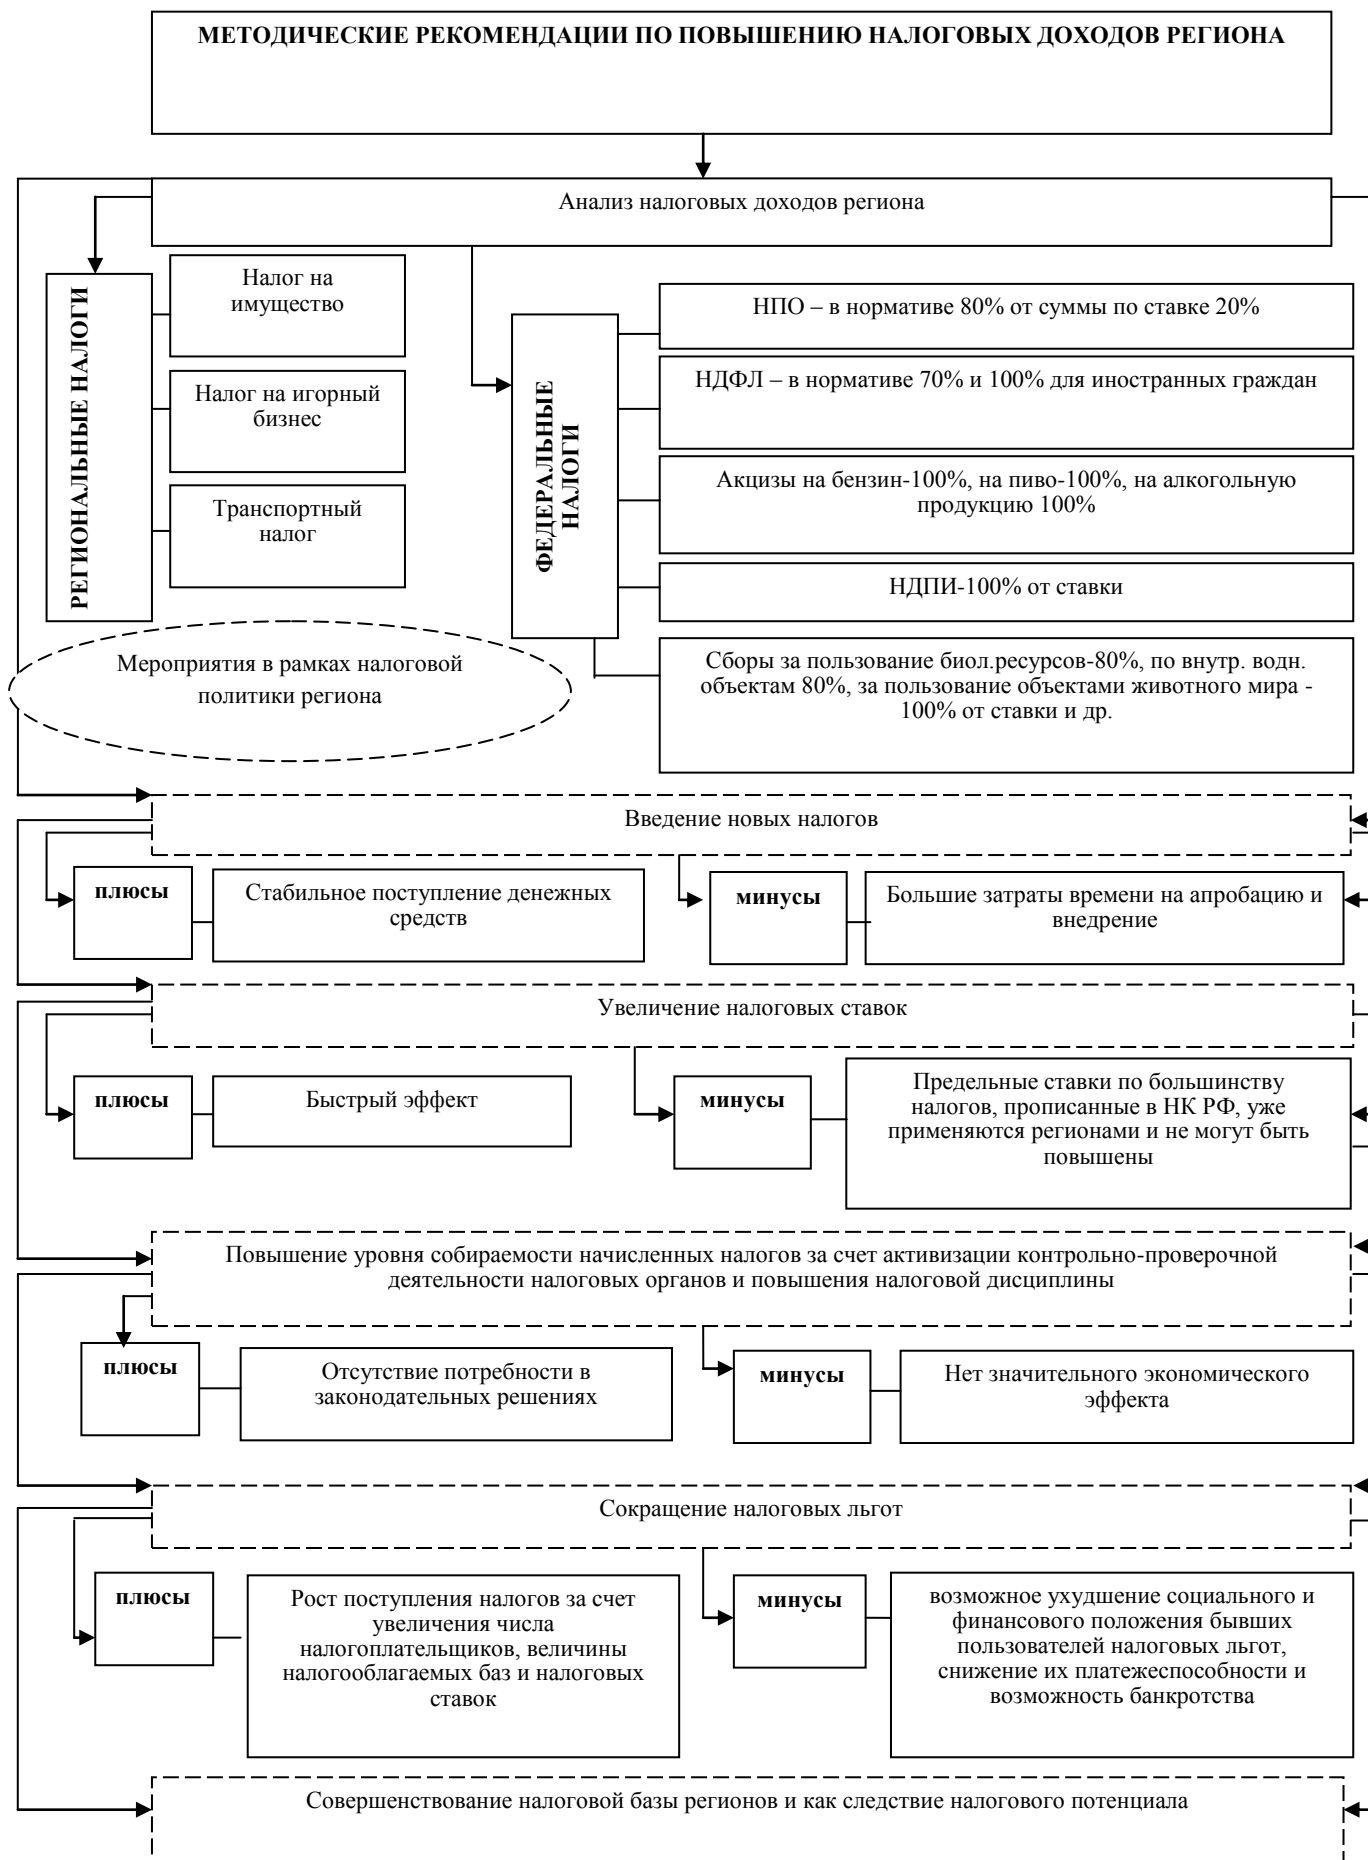 МЕТОДИЧЕСКИЕ РЕКОМЕНДАЦИИ ПО ПОВЫШЕНИЮ НАЛОГОВЫХ ДОХОДОВ РЕГИОНА
Анализ налоговых доходов региона
РЕГИОНАЛЬНЫЕ НАЛОГИ
Налог на
имущество
Налог на игорный
бизнес
Транспортный
налог
ФЕДЕРАЛЬНЫЕ
НАЛОГИ
НПО – в нормативе 80% от суммы по ставке 20%
НДФЛ – в нормативе 70% и 100% для иностранных граждан
Акцизы на бензин-100%, на пиво-100%, на алкогольную
продукцию 100%
НДПИ-100% от ставки
Сборы за пользование биол.ресурсов-80%, по внутр. водн.
объектам 80%, за пользование объектами животного мира -
100% от ставки и др.
Мероприятия в рамках налоговой
политики региона
Введение новых налогов
плюсы
Стабильное поступление денежных
средств
минусы
Большие затраты времени на апробацию и
внедрение
Увеличение налоговых ставок
плюсы
Быстрый эффект
минусы
Предельные ставки по большинству
налогов, прописанные в НК РФ, уже
применяются регионами и не могут быть
повышены
Повышение уровня собираемости начисленных налогов за счет активизации контрольно-проверочной
деятельности налоговых органов и повышения налоговой дисциплины
плюсы
Отсутствие потребности в
законодательных решениях
минусы
Нет значительного экономического
эффекта
Сокращение налоговых льгот
плюсы
Рост поступления налогов за счет
увеличения числа
налогоплательщиков, величины
налогооблагаемых баз и налоговых
ставок
минусы
возможное ухудшение социального и
финансового положения бывших
пользователей налоговых льгот,
снижение их платежеспособности и
возможность банкротства
Совершенствование налоговой базы регионов и как следствие налогового потенциала